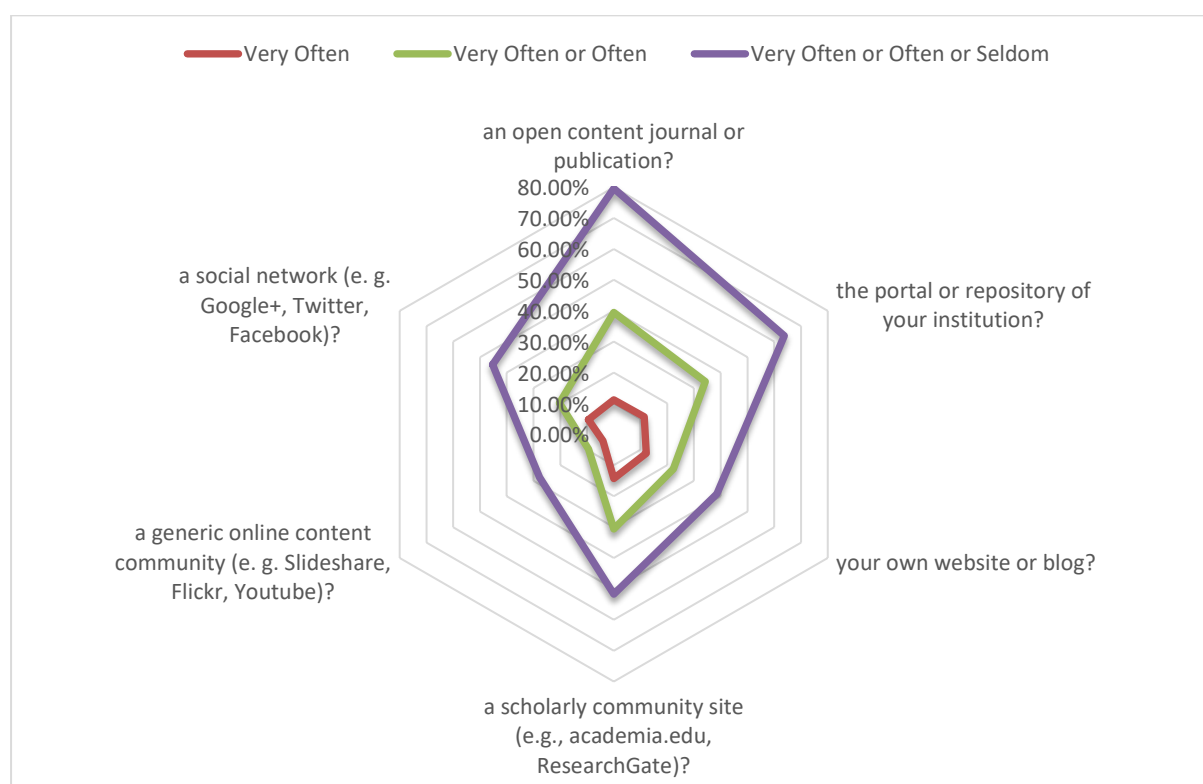 Very Often
Very Often or Often
Very Often or Often or Seldom
an open content journal or
publication?
80.00%
70.00%
60.00%
50.00%
40.00%
30.00%
20.00%
10.00%
0.00%
the portal or repository of
your institution?
your own website or blog?
a scholarly community site
(e.g., academia.edu,
ResearchGate)?
a generic online content
community (e. g. Slideshare,
Flickr, Youtube)?
a social network (e. g.
Google+, Twitter,
Facebook)?